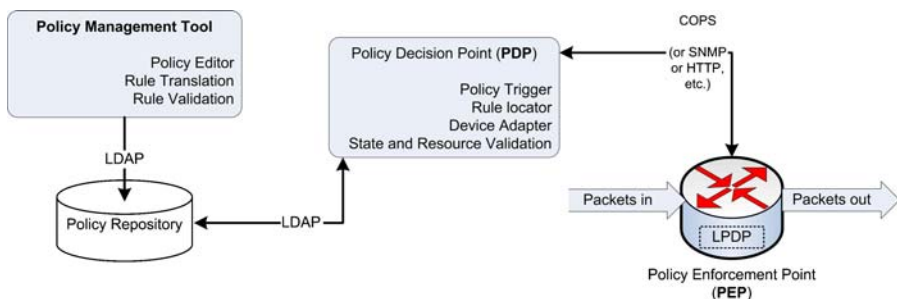 Policy Management Tool
Policy Editor
Rule Translation
Rule Validation
LDAP
Policy Repository
LDAP
Policy Decision Point (PDP)
Policy Trigger
Rule locator
Device Adapter
State and Resource Validation
COPS
(or SNMP
or HTTP,
etc.)
Packets in
Packets out
LPDP
Policy Enforcement Point
(PEP)